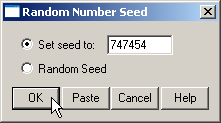 Random Number Seed
Set seed to: 747454
Random Seed
OK Paste Cancel Help